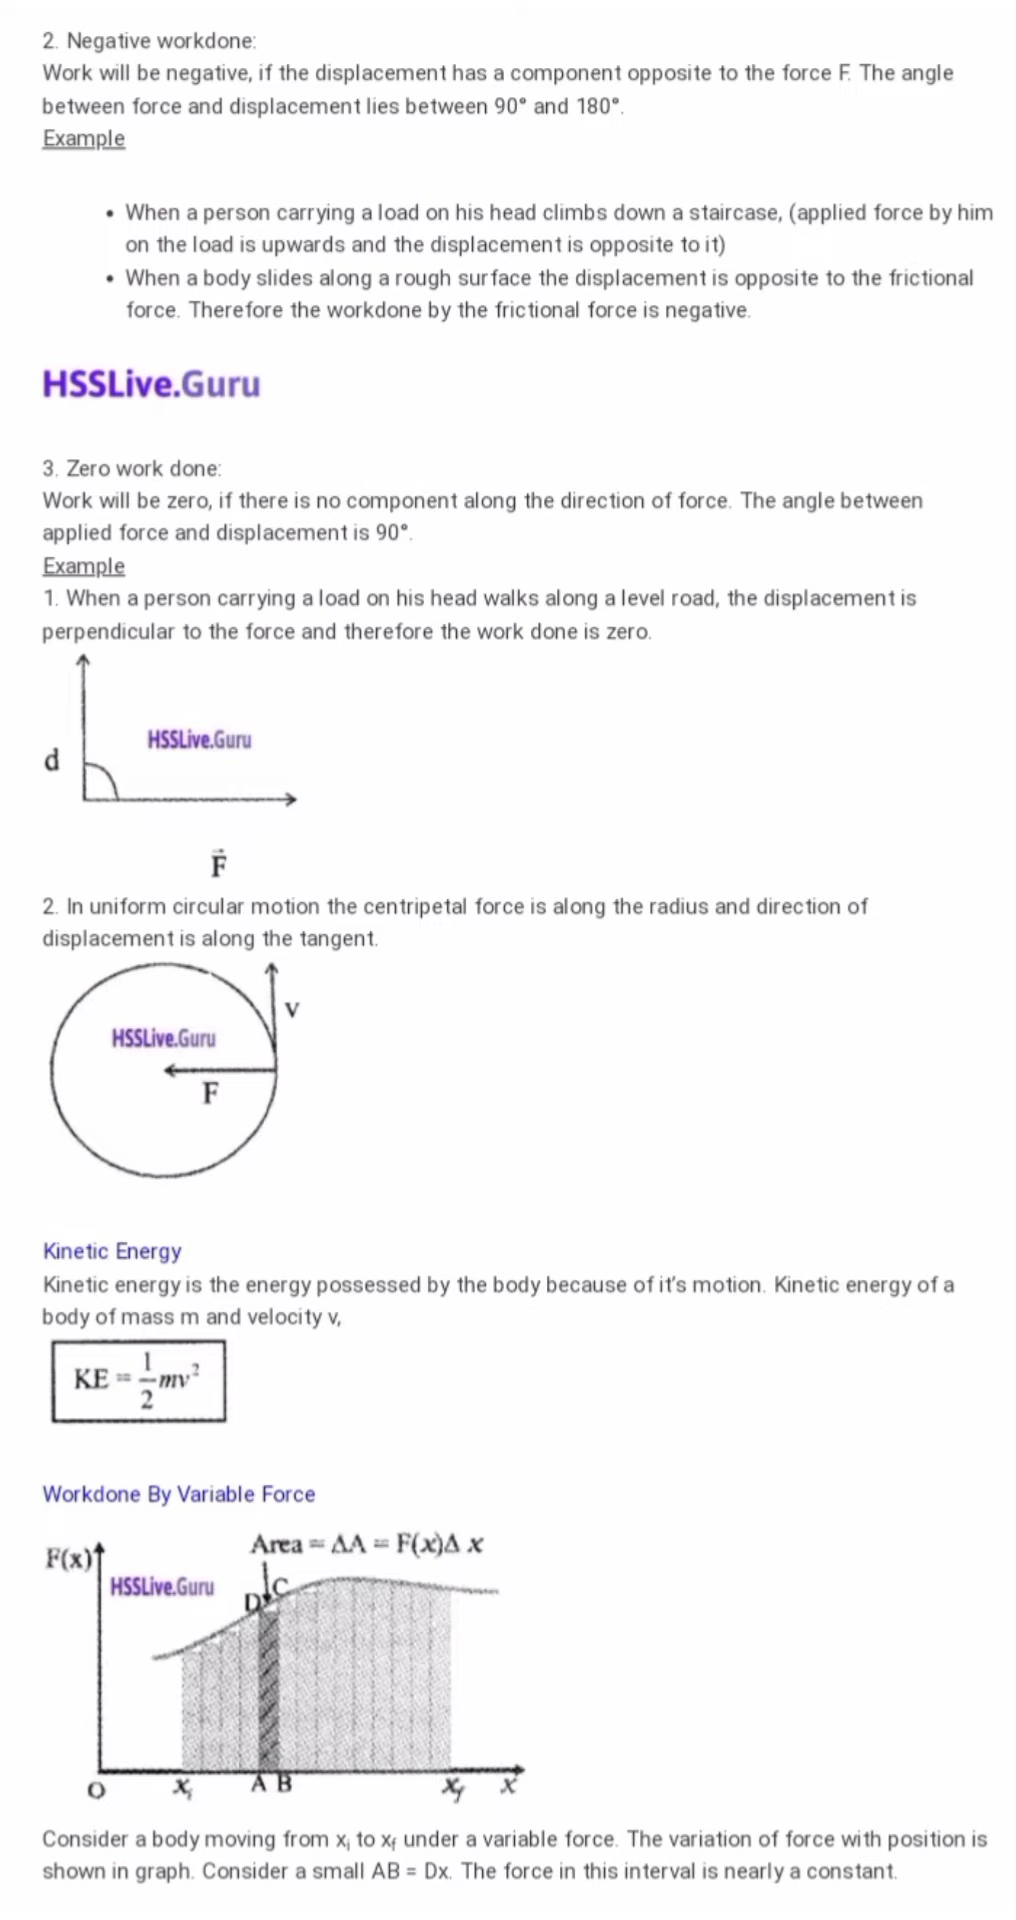 2. Negative workdone:
Work will be negative, if the displacement has a component opposite to the force F. The angle
between force and displacement lies between 90° and 180°.
Example
• When a person carrying a load on his head climbs down a staircase, (applied force by him
on the load is upwards and the displacement is opposite to it)
• When a body slides along a rough surface the displacement is opposite to the frictional
force. Therefore the workdone by the frictional force is negative.
HSSLive.Guru
3. Zero work done:
Work will be zero, if there is no component along the direction of force. The angle between
applied force and displacement is 90°.
Example
1. When a person carrying a load on his head walks along a level road, the displacement is
perpendicular to the force and therefore the work done is zero.
HSSLive.Guru
d
F⃗
2. In uniform circular motion the centripetal force is along the radius and direction of
displacement is along the tangent.
v
HSSLive.Guru
F
Kinetic Energy
Kinetic energy is the energy possessed by the body because of it's motion. Kinetic energy of a
body of mass m and velocity v,
KE = 1/2 mv²
Workdone By Variable Force
Area = ΔA = F(x)Δ x
F(x)
HSSLive.Guru
D C
O xᵢ A B x_f x
Consider a body moving from xᵢ to x_f under a variable force. The variation of force with position is
shown in graph. Consider a small AB = Dx. The force in this interval is nearly a constant.